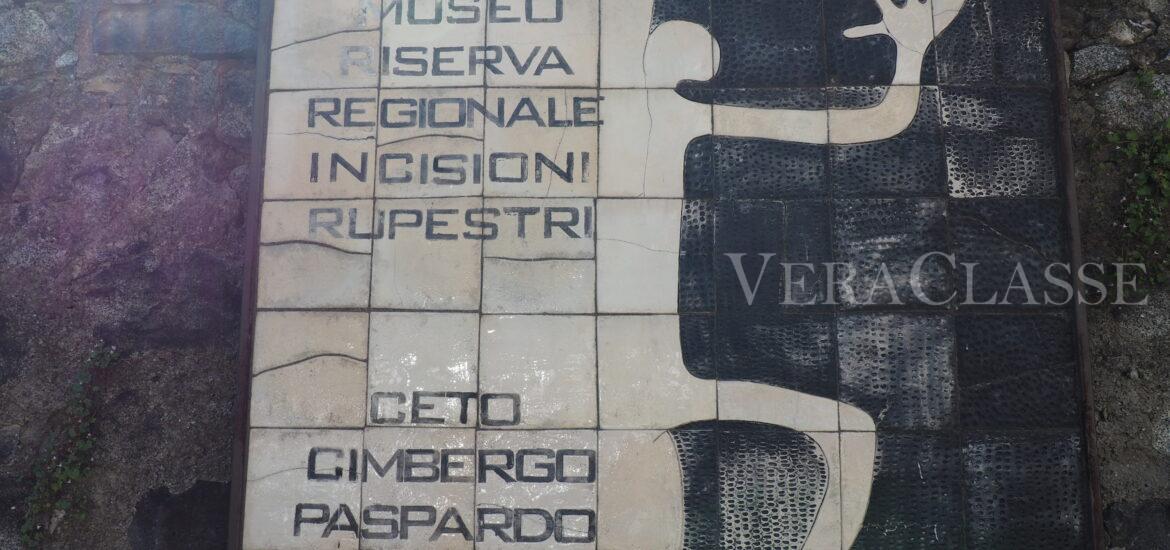 MUSEO
RISERVA
REGIONALE
INCISIONI
RUPESTRI
VERACLASSE
CETO
CIMBERGO
PASPARDO